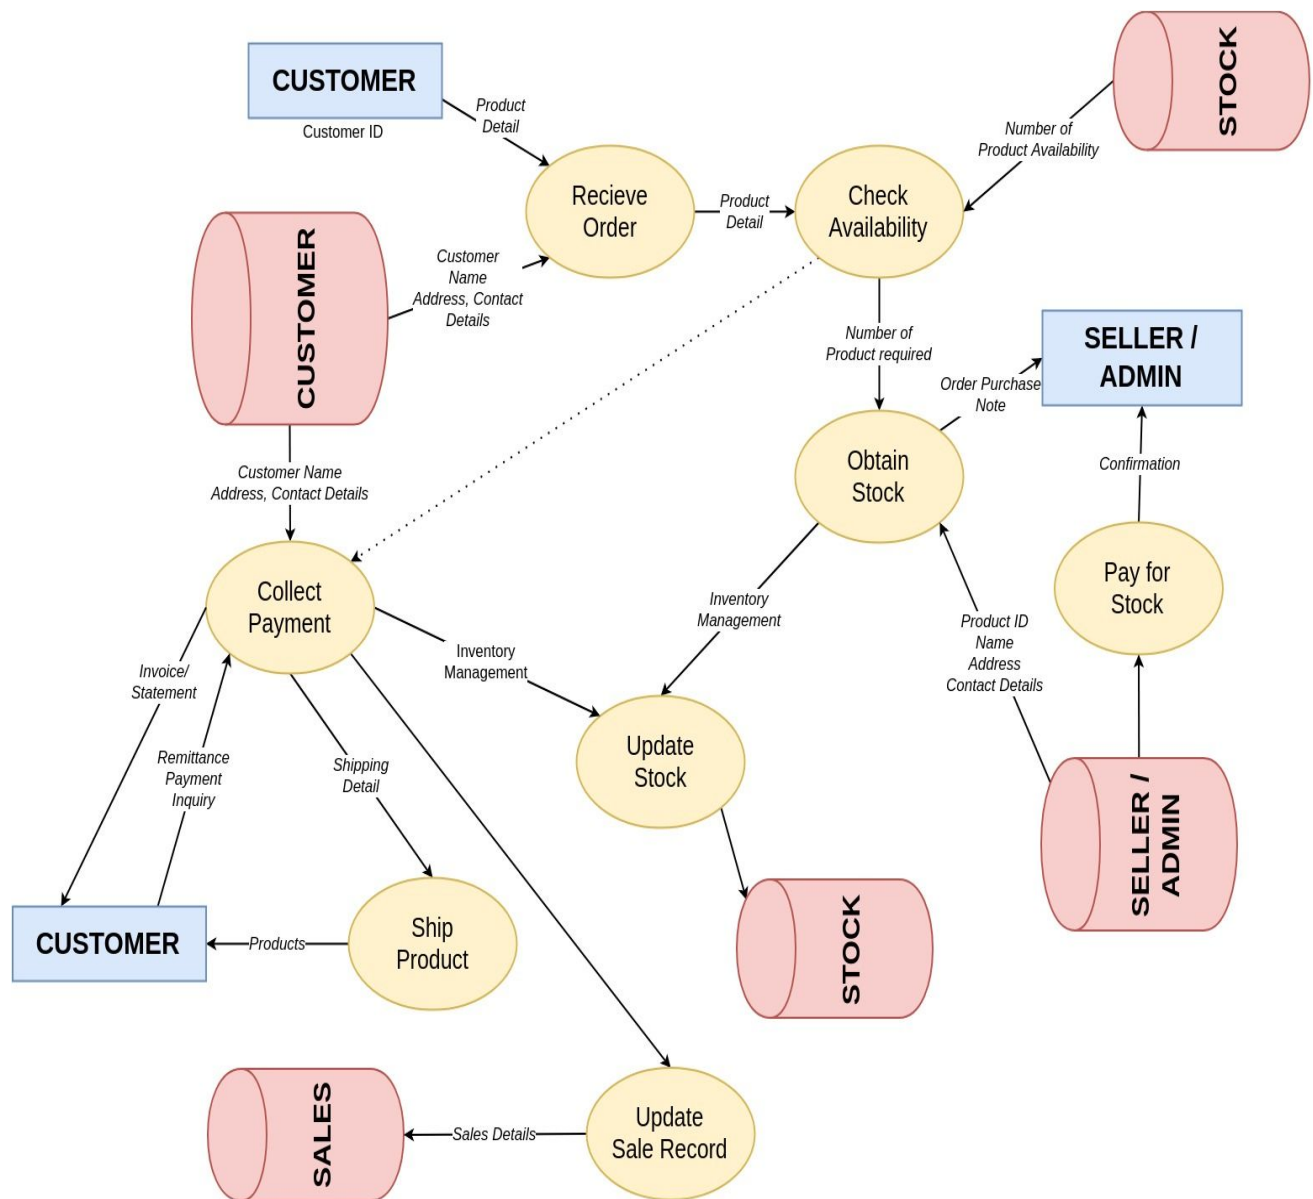 CUSTOMER
Customer ID
Product
Detail
STOCK
Number of
Product Availability
Recieve
Order
Product
Detail
Check
Availability
CUSTOMER
Customer
Name
Address, Contact
Details
Number of
Product required
SELLER /
ADMIN
Order Purchase
Note
Customer Name
Address, Contact Details
Obtain
Stock
Confirmation
Collect
Payment
Pay for
Stock
Inventory
Management
Product ID
Name
Address
Contact Details
Invoice/
Statement
Inventory
Management
Remittance
Payment
Inquiry
Shipping
Detail
Update
Stock
SELLER /
ADMIN
CUSTOMER
Products
Ship
Product
STOCK
SALES
Sales Details
Update
Sale Record